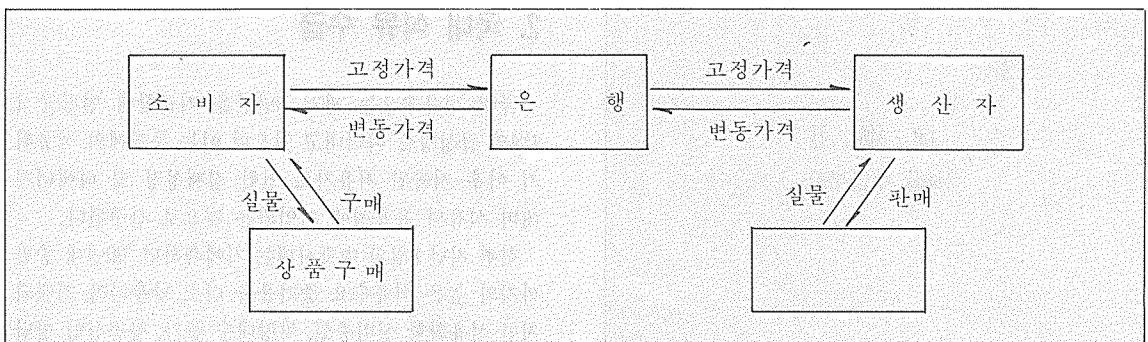 고정가격
고정가격
소 비 자
은 행
생 산 자
변동가격
변동가격
실물
구매
실물
판매
상 품 구 매